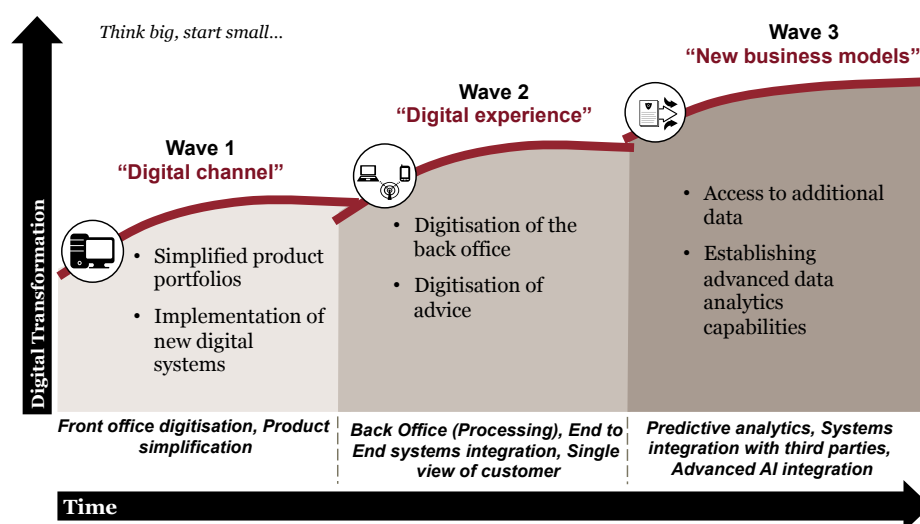 Think big, start small...
Wave 1
“Digital channel”
Wave 2
“Digital experience”
Wave 3
“New business models”
Digital Transformation
• Simplified product
portfolios
• Implementation of
new digital
systems
• Digitisation of the
back office
• Digitisation of
advice
• Access to additional
data
• Establishing
advanced data
analytics
capabilities
Front office digitisation, Product
simplification
Back Office (Processing), End to
End systems integration, Single
view of customer
Predictive analytics, Systems
integration with third parties,
Advanced AI integration
Time